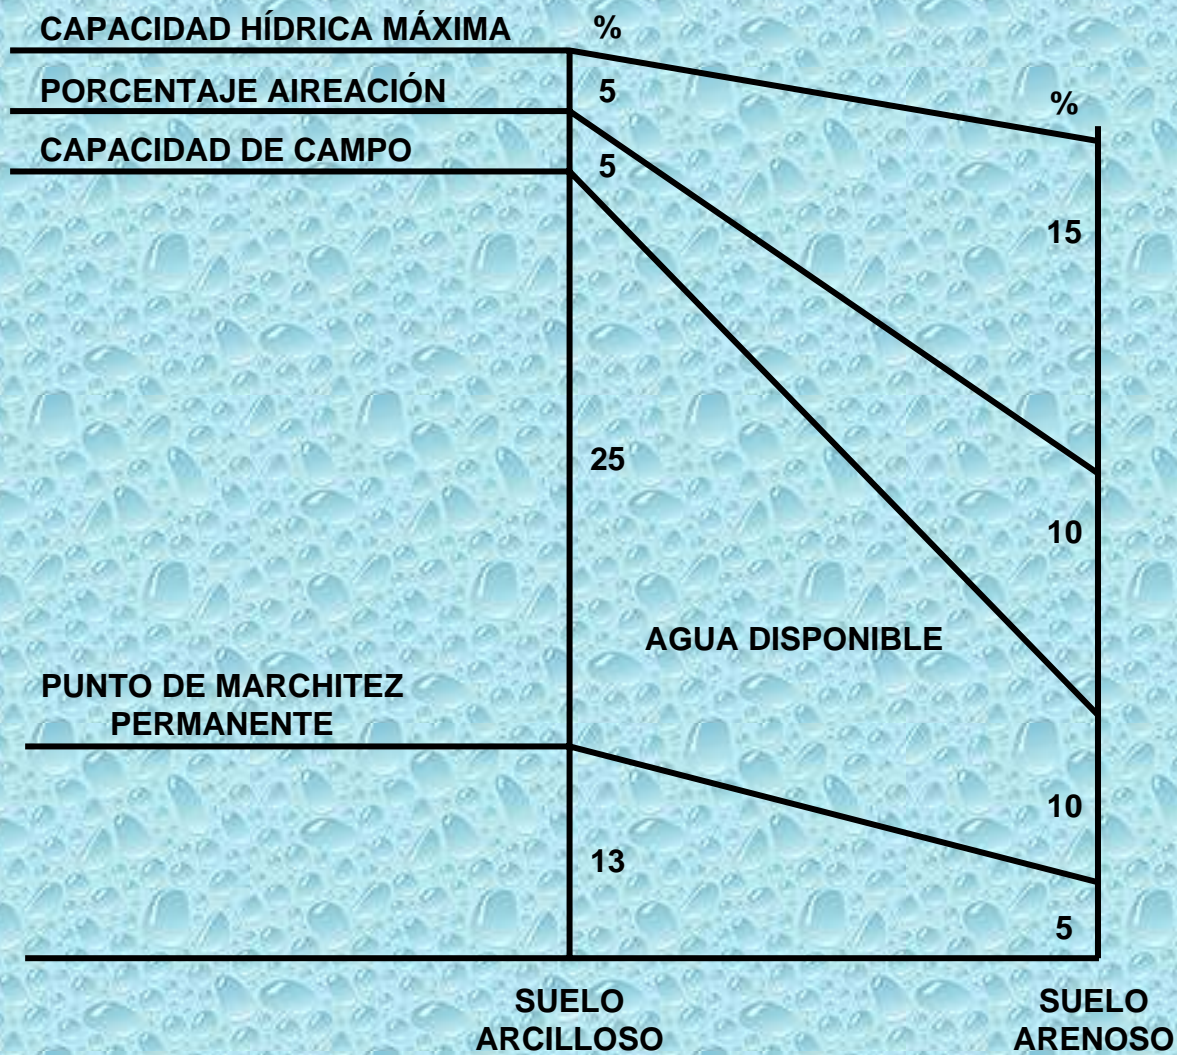 CAPACIDAD HÍDRICA MÁXIMA
%
PORCENTAJE AIREACIÓN
5
%
CAPACIDAD DE CAMPO
5
15
25
10
AGUA DISPONIBLE
PUNTO DE MARCHITEZ
PERMANENTE
10
13
5
SUELO
ARCILLOSO
SUELO
ARENOSO